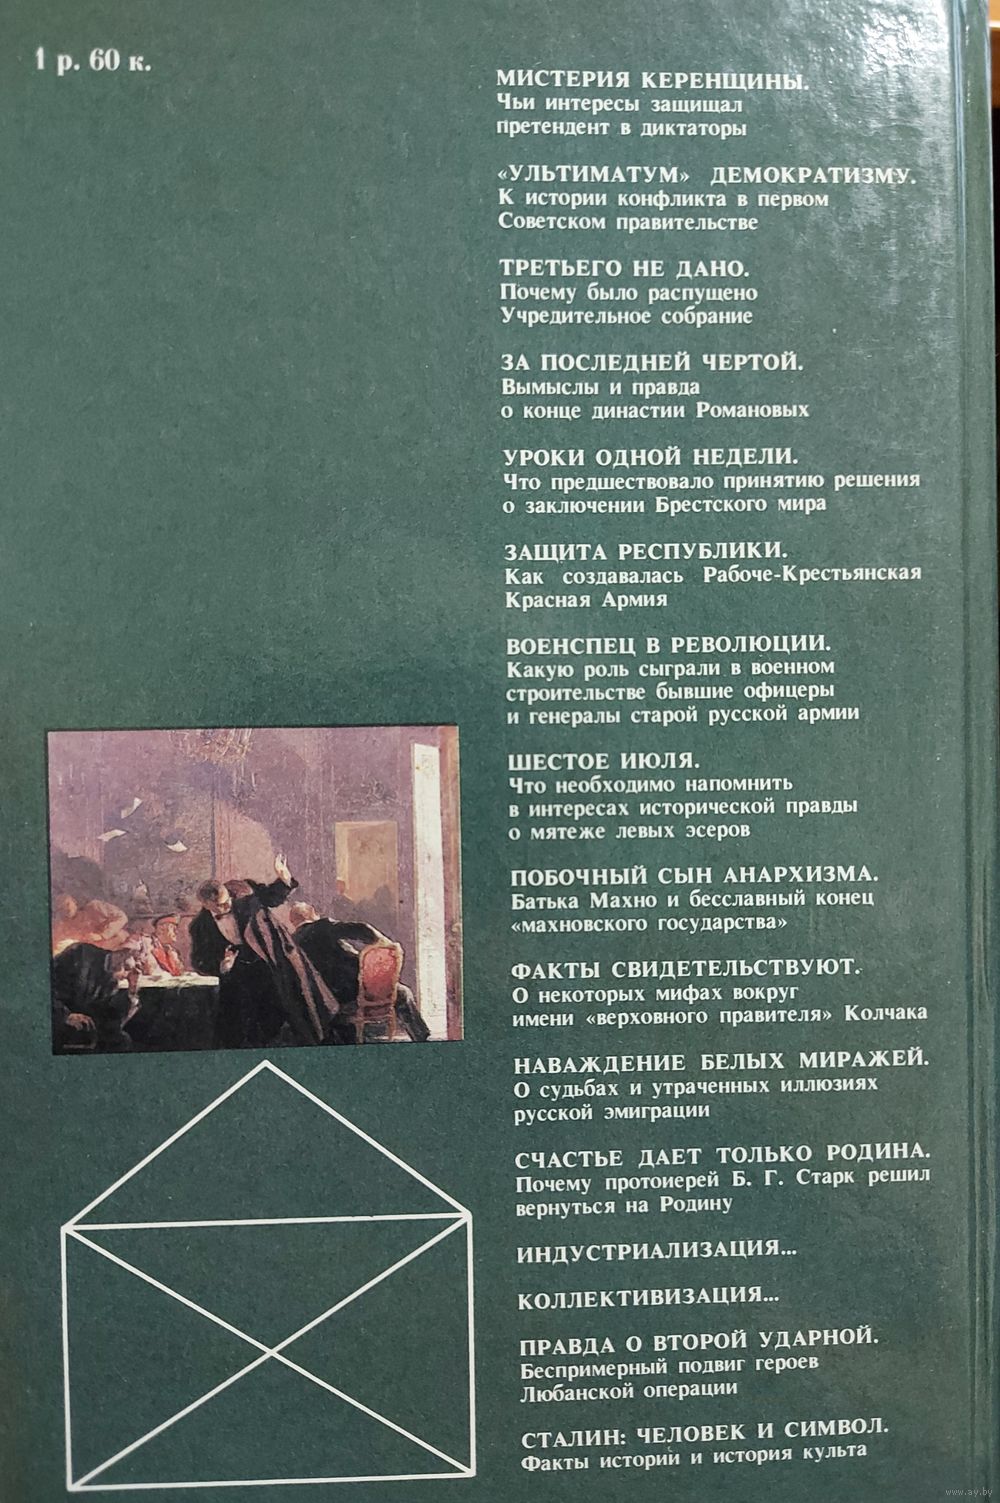 1 р. 60 к.
МИСТЕРИЯ КЕРЕНЩИНЫ.
Чьи интересы защищал
претендент в диктаторы
«УЛЬТИМАТУМ» ДЕМОКРАТИЗМУ.
К истории конфликта в первом
Советском правительстве
ТРЕТЬЕГО НЕ ДАНО.
Почему было распущено
Учредительное собрание
ЗА ПОСЛЕДНЕЙ ЧЕРТОЙ.
Вымыслы и правда
о конце династии Романовых
УРОКИ ОДНОЙ НЕДЕЛИ.
Что предшествовало принятию решения
о заключении Брестского мира
ЗАЩИТА РЕСПУБЛИКИ.
Как создавалась Рабоче-Крестьянская
Красная Армия
ВОЕНСПЕЦ В РЕВОЛЮЦИИ.
Какую роль сыграли в военном
строительстве бывшие офицеры
и генералы старой русской армии
ШЕСТОЕ ИЮЛЯ.
Что необходимо напомнить
в интересах исторической правды
о мятеже левых эсеров
ПОБОЧНЫЙ СЫН АНАРХИЗМА.
Батька Махно и бесславный конец
«махновского государства»
ФАКТЫ СВИДЕТЕЛЬСТВУЮТ.
О некоторых мифах вокруг
имени «верховного правителя» Колчака
НАВАЖДЕНИЕ БЕЛЫХ МИРАЖЕЙ.
О судьбах и утраченных иллюзиях
русской эмиграции
СЧАСТЬЕ ДАЕТ ТОЛЬКО РОДИНА.
Почему протоиерей Б. Г. Старк решил
вернуться на Родину
ИНДУСТРИАЛИЗАЦИЯ...
КОЛЛЕКТИВИЗАЦИЯ...
ПРАВДА О ВТОРОЙ УДАРНОЙ.
Беспримерный подвиг героев
Любанской операции
СТАЛИН: ЧЕЛОВЕК И СИМВОЛ.
Факты истории и история культа
www.ay.by